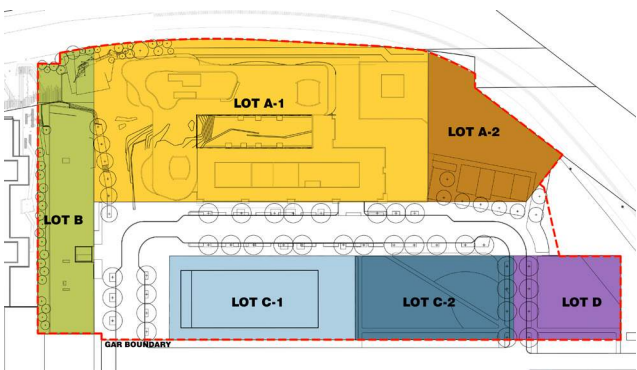 LOT A-1
LOT A-2
LOT B
LOT C-1
LOT C-2
LOT D
GAR BOUNDARY